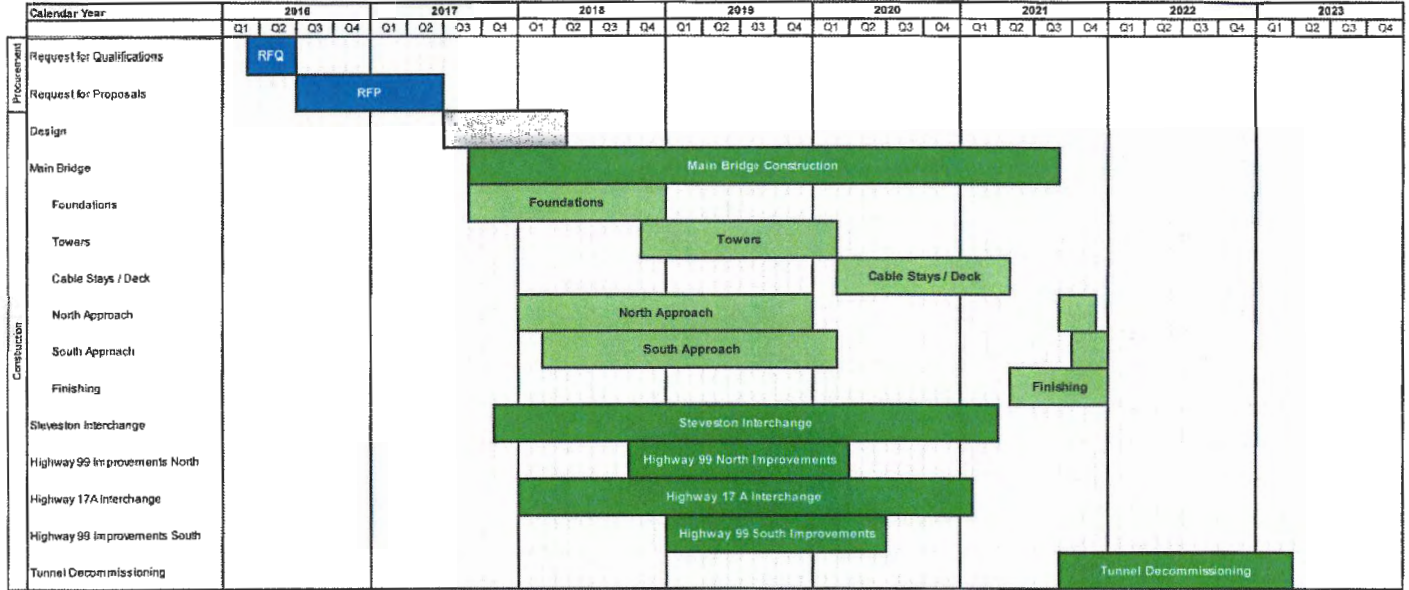 Calendar Year 2016 2017 2018 2019 2020 2021 2022 2023
Q1 Q2 Q3 Q4 Q1 Q2 Q3 Q4 Q1 Q2 Q3 Q4 Q1 Q2 Q3 Q4 Q1 Q2 Q3 Q4 Q1 Q2 Q3 Q4 Q1 Q2 Q3 Q4 Q1 Q2 Q3 Q4
Procurement
Request for Qualifications RFQ
Request for Proposals RFP
Construction
Design
Main Bridge Main Bridge Construction
Foundations Foundations
Towers Towers
Cable Stays / Deck Cable Stays / Deck
North Approach North Approach
South Approach South Approach
Finishing Finishing
Steveston Interchange Steveston Interchange
Highway 99 Improvements North Highway 99 North Improvements
Highway 17A Interchange Highway 17 A Interchange
Highway 99 Improvements South Highway 99 South Improvements
Tunnel Decommissioning Tunnel Decommissioning